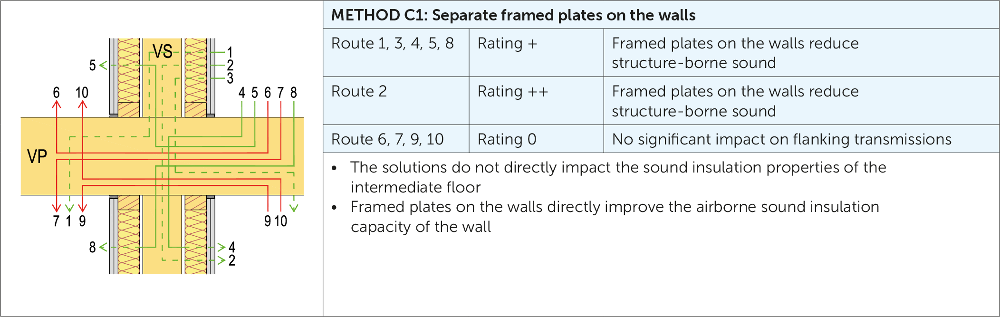 METHOD C1: Separate framed plates on the walls
Route 1, 3, 4, 5, 8
Rating +
Framed plates on the walls reduce
structure-borne sound
Route 2
Rating ++
Framed plates on the walls reduce
structure-borne sound
Route 6, 7, 9, 10
Rating 0
No significant impact on flanking transmissions
• The solutions do not directly impact the sound insulation properties of the
intermediate floor
• Framed plates on the walls directly improve the airborne sound insulation
capacity of the wall
VS
1
5
2
3
6 10
4 5 6 7 8
VP
7 1 9
9 10
8
4
2